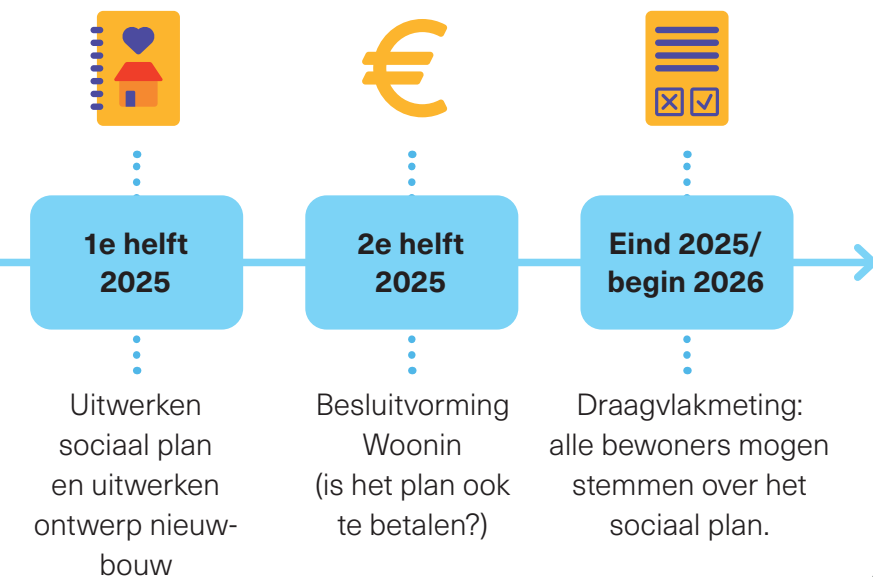 1e helft
2025
Uitwerken
sociaal plan
en uitwerken
ontwerp nieuw-
bouw
€
2e helft
2025
Besluitvorming
Woonin
(is het plan ook
te betalen?)
Eind 2025/
begin 2026
Draagvlakmeting:
alle bewoners mogen
stemmen over het
sociaal plan.